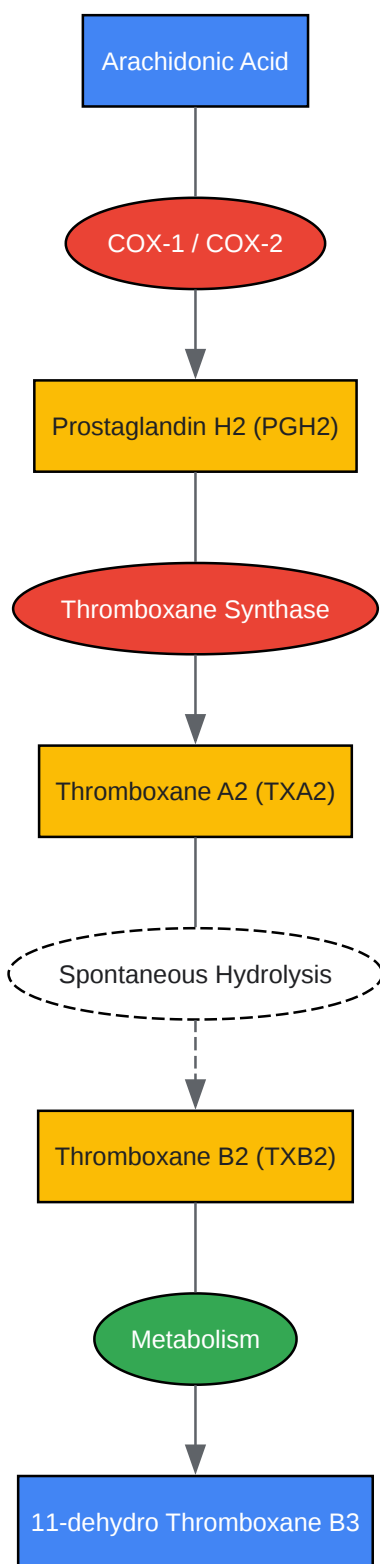 Arachidonic Acid
COX-1 / COX-2
Prostaglandin H2 (PGH2)
Thromboxane Synthase
Thromboxane A2 (TXA2)
Spontaneous Hydrolysis
Thromboxane B2 (TXB2)
Metabolism
11-dehydro Thromboxane B3